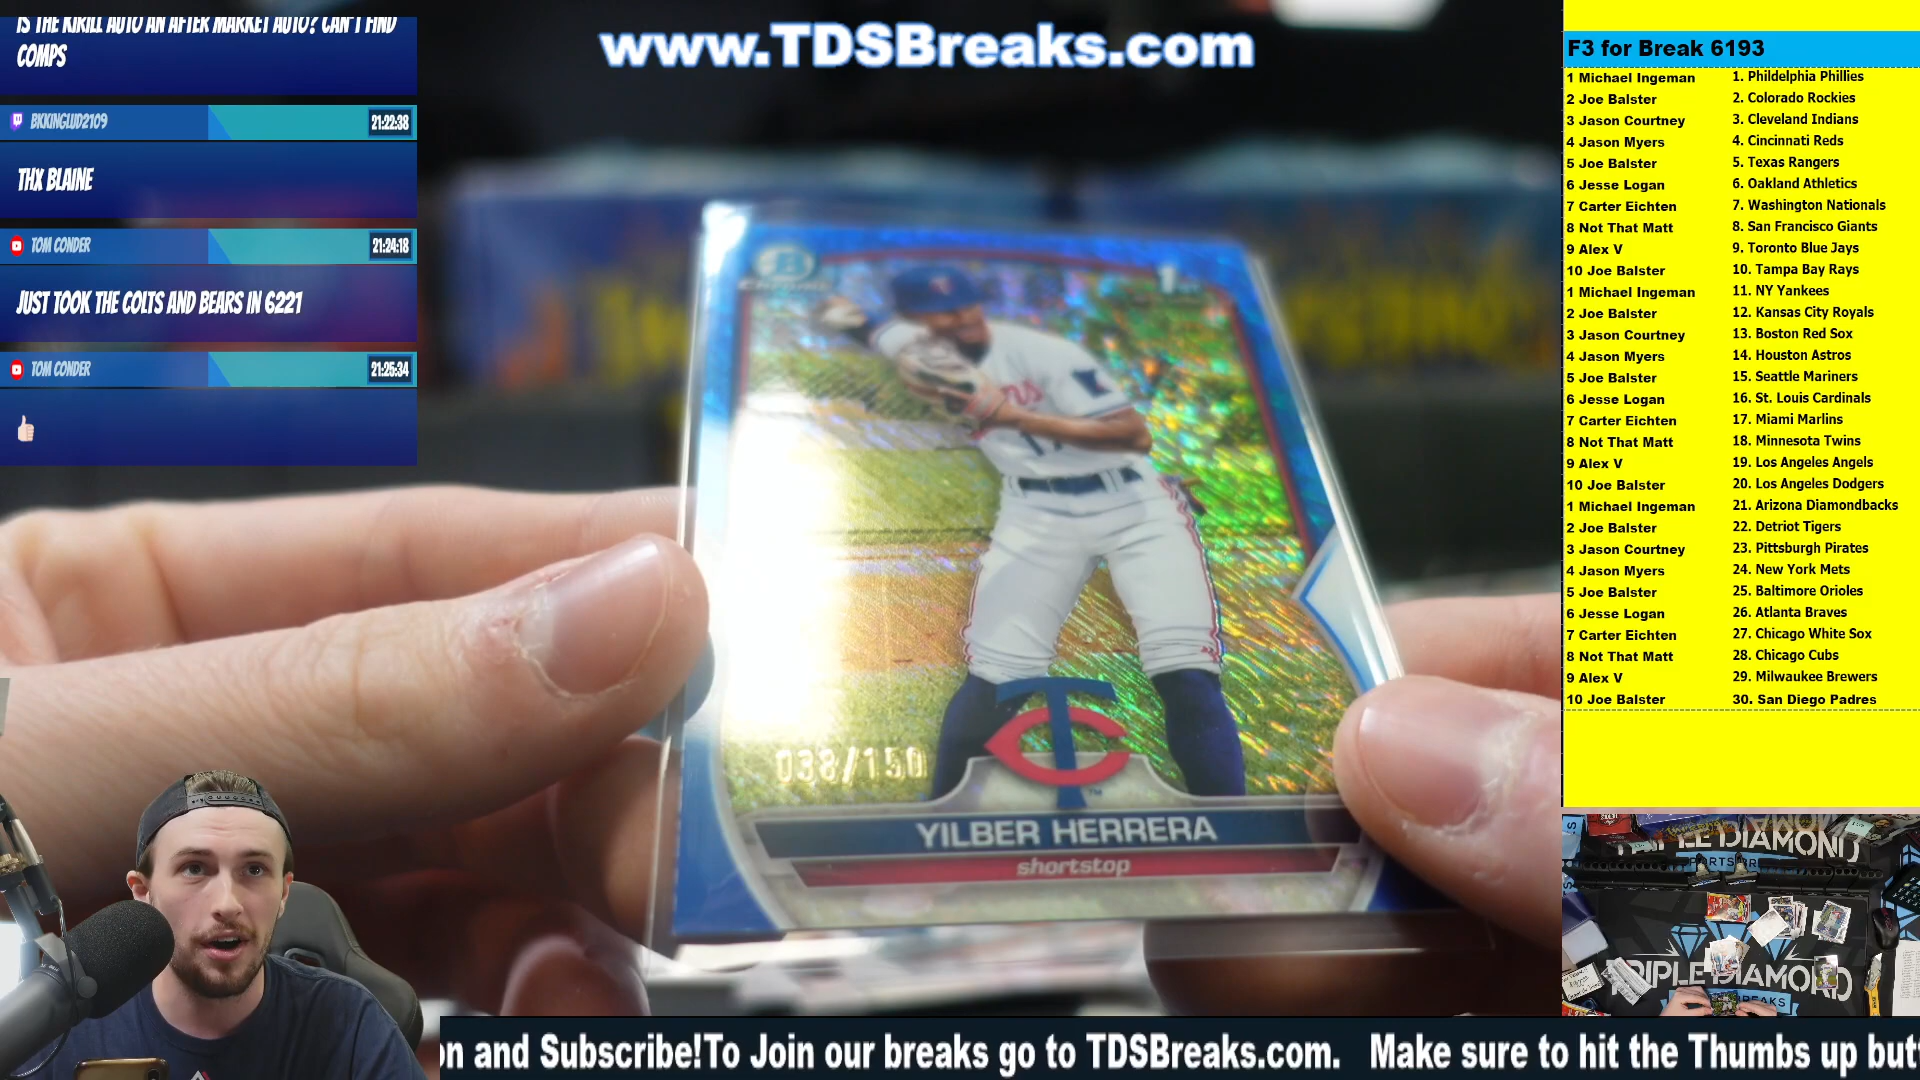 IS THE KIRILL AUTO AN AFTER MARKET AUTO? CAN'T FIND
COMPS
BKKINGLUD2109
21:22:38
THX BLAINE
TOM CONDER
21:24:18
JUST TOOK THE COLTS AND BEARS IN 6221
TOM CONDER
21:25:34
www.TDSBreaks.com
B
CHROME
1st
038/150
TC
TM
YILBER HERRERA
shortstop
F3 for Break 6193
1 Michael Ingeman 1. Phildelphia Phillies
2 Joe Balster 2. Colorado Rockies
3 Jason Courtney 3. Cleveland Indians
4 Jason Myers 4. Cincinnati Reds
5 Joe Balster 5. Texas Rangers
6 Jesse Logan 6. Oakland Athletics
7 Carter Eichten 7. Washington Nationals
8 Not That Matt 8. San Francisco Giants
9 Alex V 9. Toronto Blue Jays
10 Joe Balster 10. Tampa Bay Rays
1 Michael Ingeman 11. NY Yankees
2 Joe Balster 12. Kansas City Royals
3 Jason Courtney 13. Boston Red Sox
4 Jason Myers 14. Houston Astros
5 Joe Balster 15. Seattle Mariners
6 Jesse Logan 16. St. Louis Cardinals
7 Carter Eichten 17. Miami Marlins
8 Not That Matt 18. Minnesota Twins
9 Alex V 19. Los Angeles Angels
10 Joe Balster 20. Los Angeles Dodgers
1 Michael Ingeman 21. Arizona Diamondbacks
2 Joe Balster 22. Detriot Tigers
3 Jason Courtney 23. Pittsburgh Pirates
4 Jason Myers 24. New York Mets
5 Joe Balster 25. Baltimore Orioles
6 Jesse Logan 26. Atlanta Braves
7 Carter Eichten 27. Chicago White Sox
8 Not That Matt 28. Chicago Cubs
9 Alex V 29. Milwaukee Brewers
10 Joe Balster 30. San Diego Padres
TRIPLE DIAMOND
SPORTS BR
TRIPLE DIAMOND
BREAKS
on and Subscribe!To Join our breaks go to TDSBreaks.com. Make sure to hit the Thumbs up but